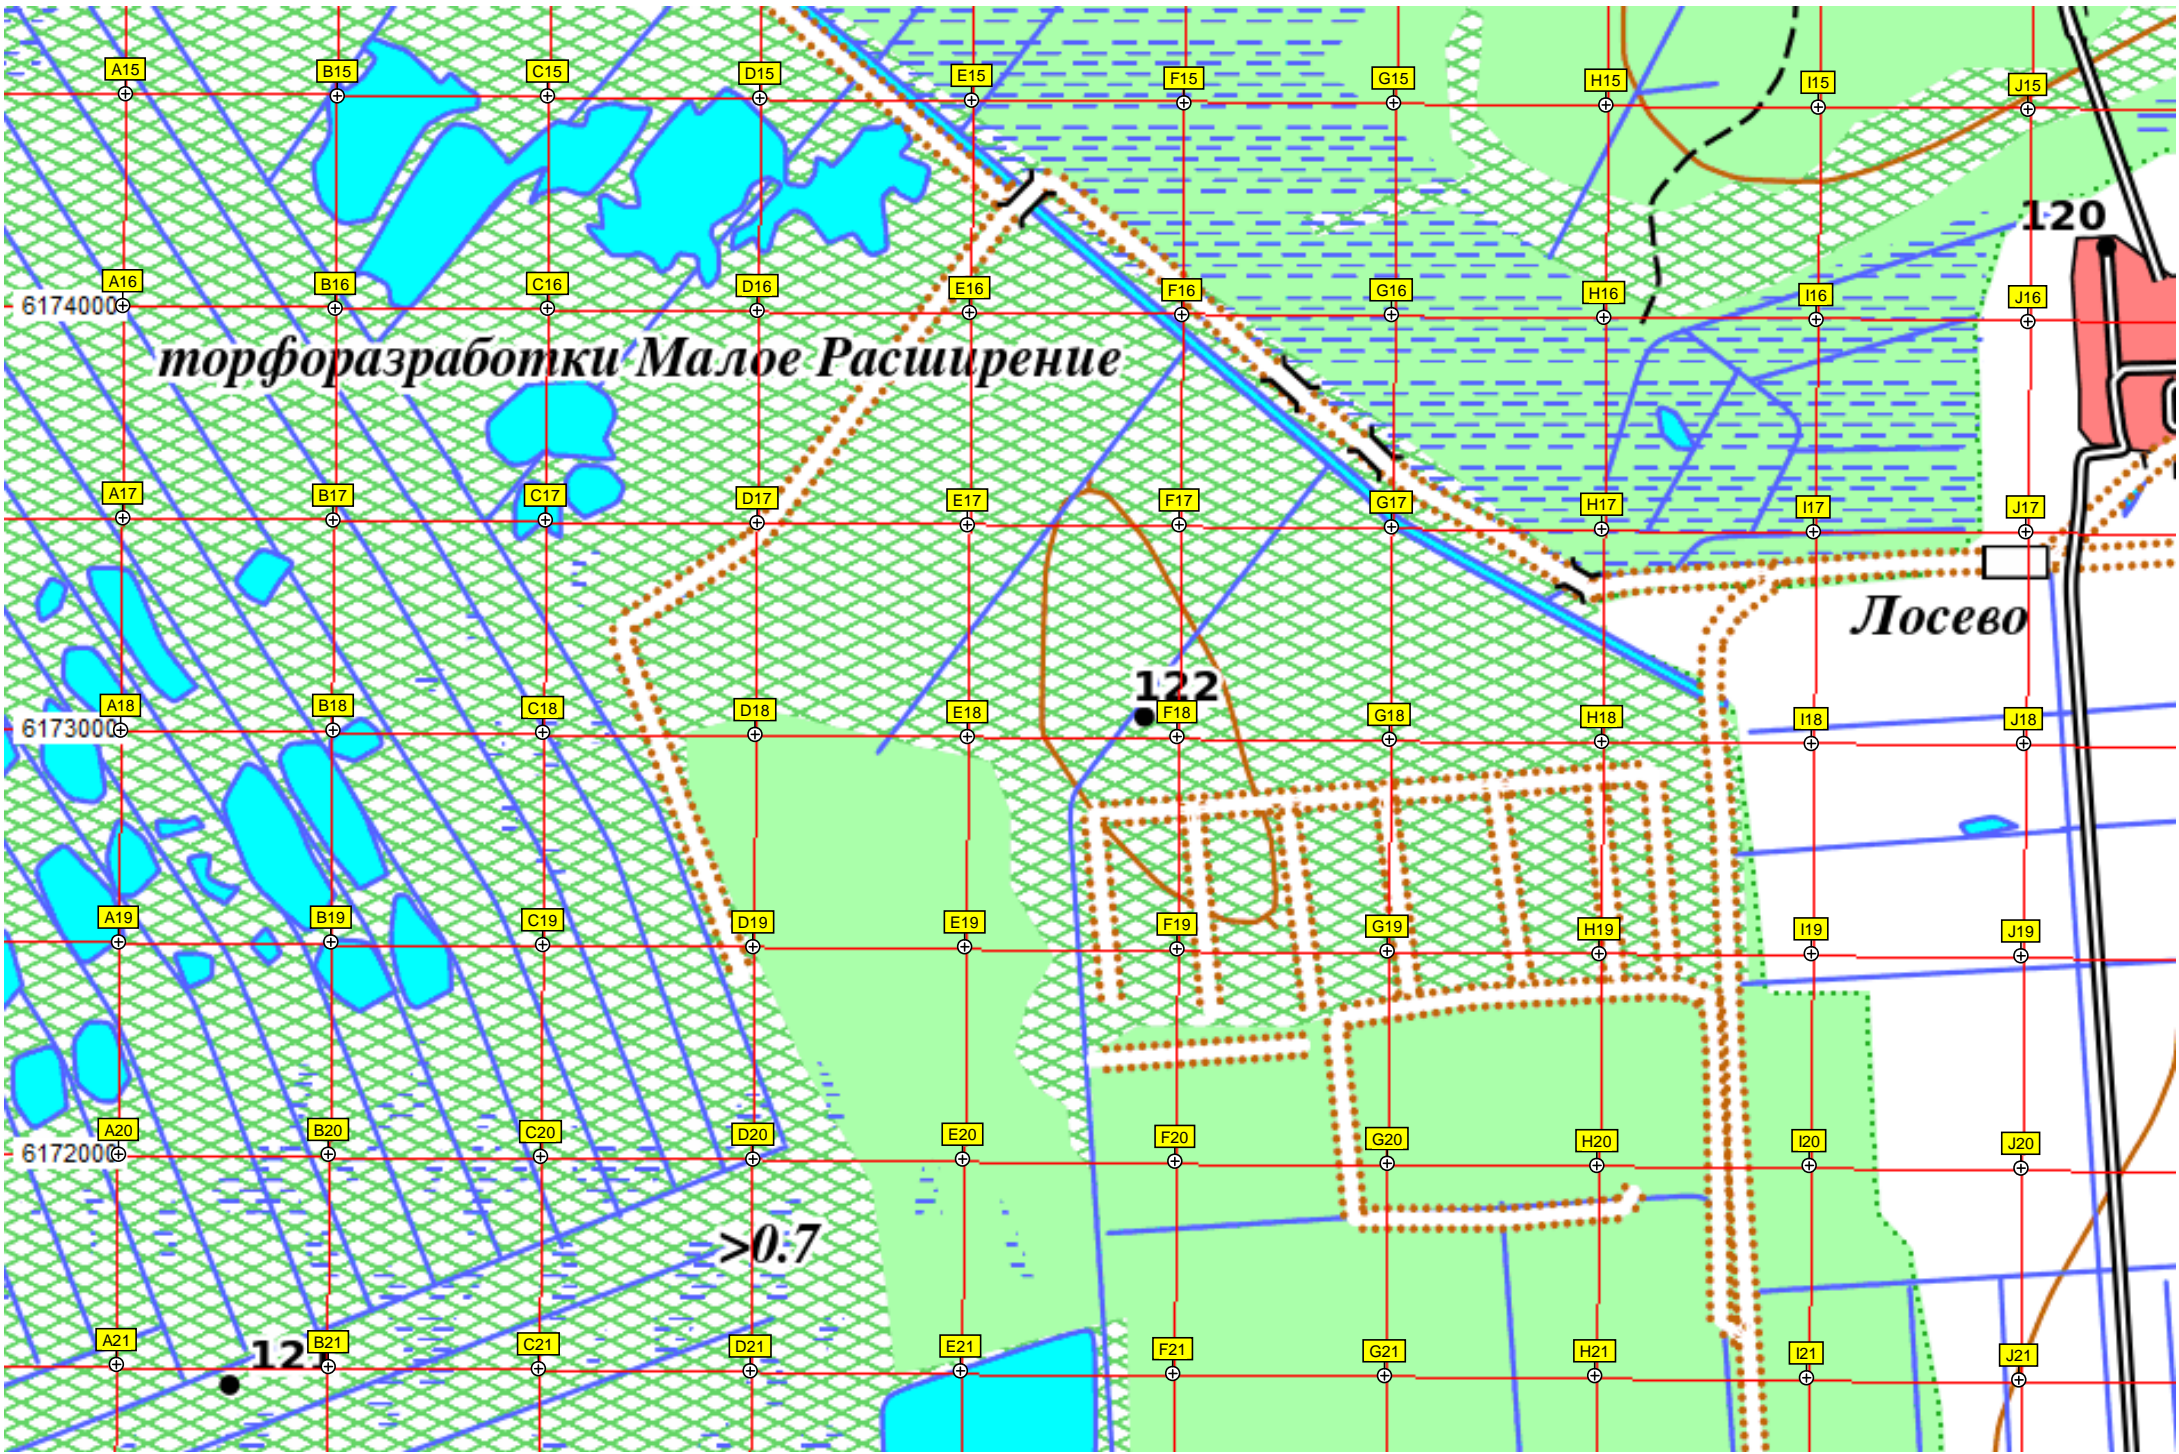 A15 B15 C15 D15 E15 F15 G15 H15 I15 J15
120
A16 B16 C16 D16 E16 F16 G16 H16 I16 J16
6174000
торфоразработки Малое Расширение
A17 B17 C17 D17 E17 F17 G17 H17 I17 J17
Лосево
122
A18 B18 C18 D18 E18 F18 G18 H18 I18 J18
6173000
A19 B19 C19 D19 E19 F19 G19 H19 I19 J19
A20 B20 C20 D20 E20 F20 G20 H20 I20 J20
6172000
>0.7
A21 B21 C21 D21 E21 F21 G21 H21 I21 J21